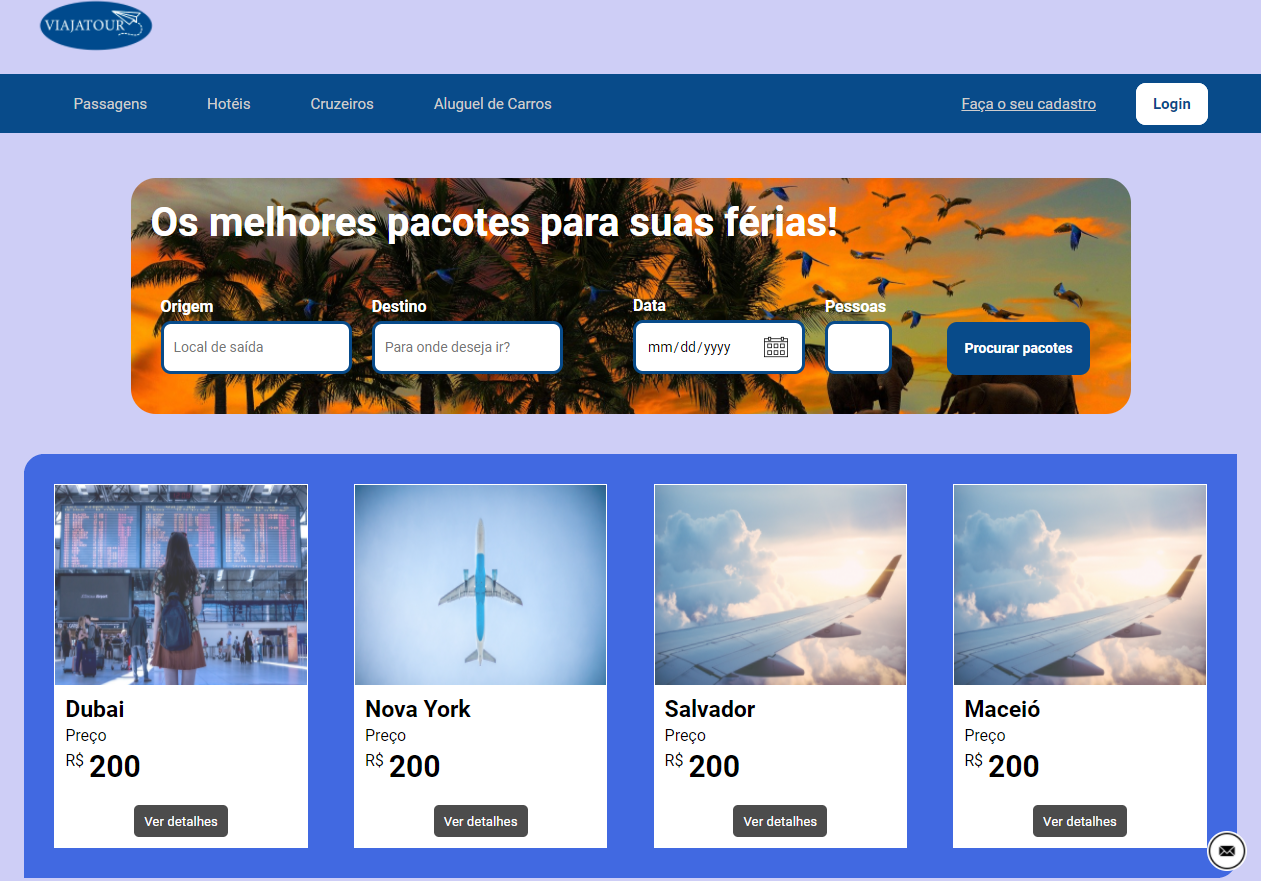 VIAJATOUR
Passagens Hotéis Cruzeiros Aluguel de Carros Faça o seu cadastro Login
Os melhores pacotes para suas férias!
Origem Destino Data Pessoas
Local de saída Para onde deseja ir? mm/dd/yyyy Procurar pacotes
Dubai Nova York Salvador Maceió
Preço Preço Preço Preço
R$ 200 R$ 200 R$ 200 R$ 200
Ver detalhes Ver detalhes Ver detalhes Ver detalhes